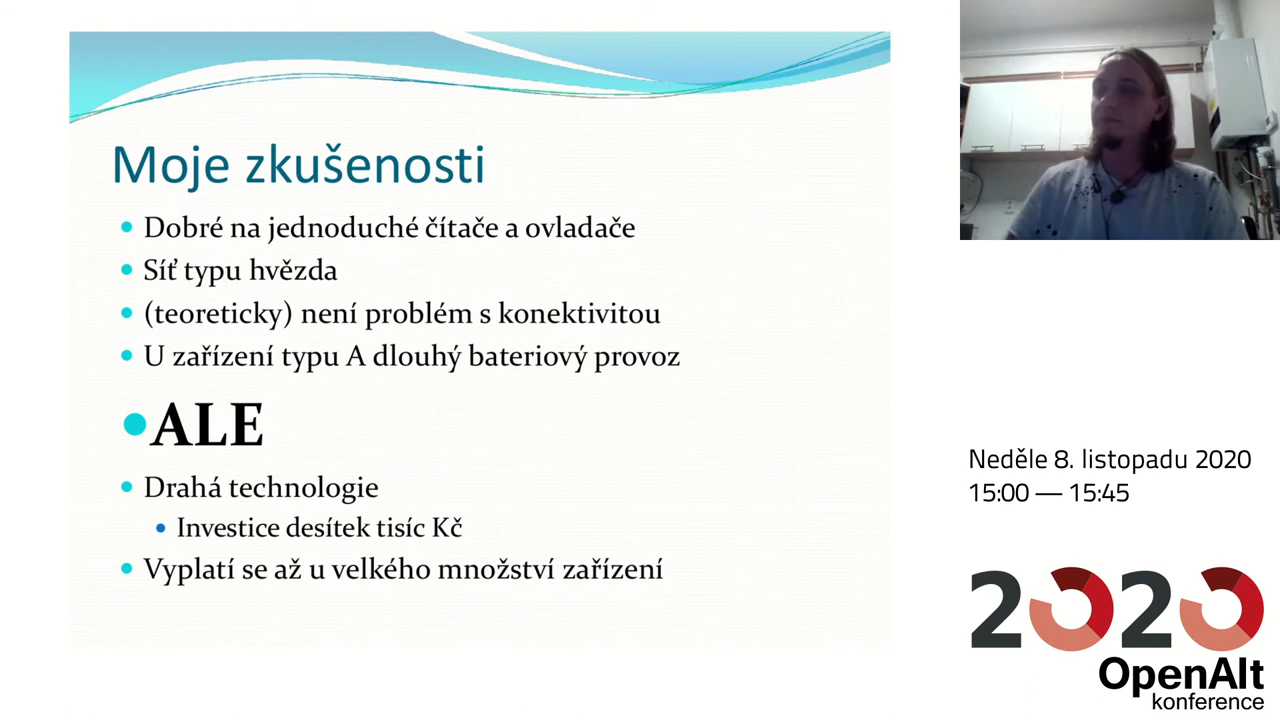 Moje zkušenosti
Dobré na jednoduché čítače a ovladače
Síť typu hvězda
(teoreticky) není problém s konektivitou
U zařízení typu A dlouhý bateriový provoz
ALE
Drahá technologie
Investice desítek tisíc Kč
Vyplatí se až u velkého množství zařízení
Neděle 8. listopadu 2020
15:00 — 15:45
2020
OpenAlt
konference